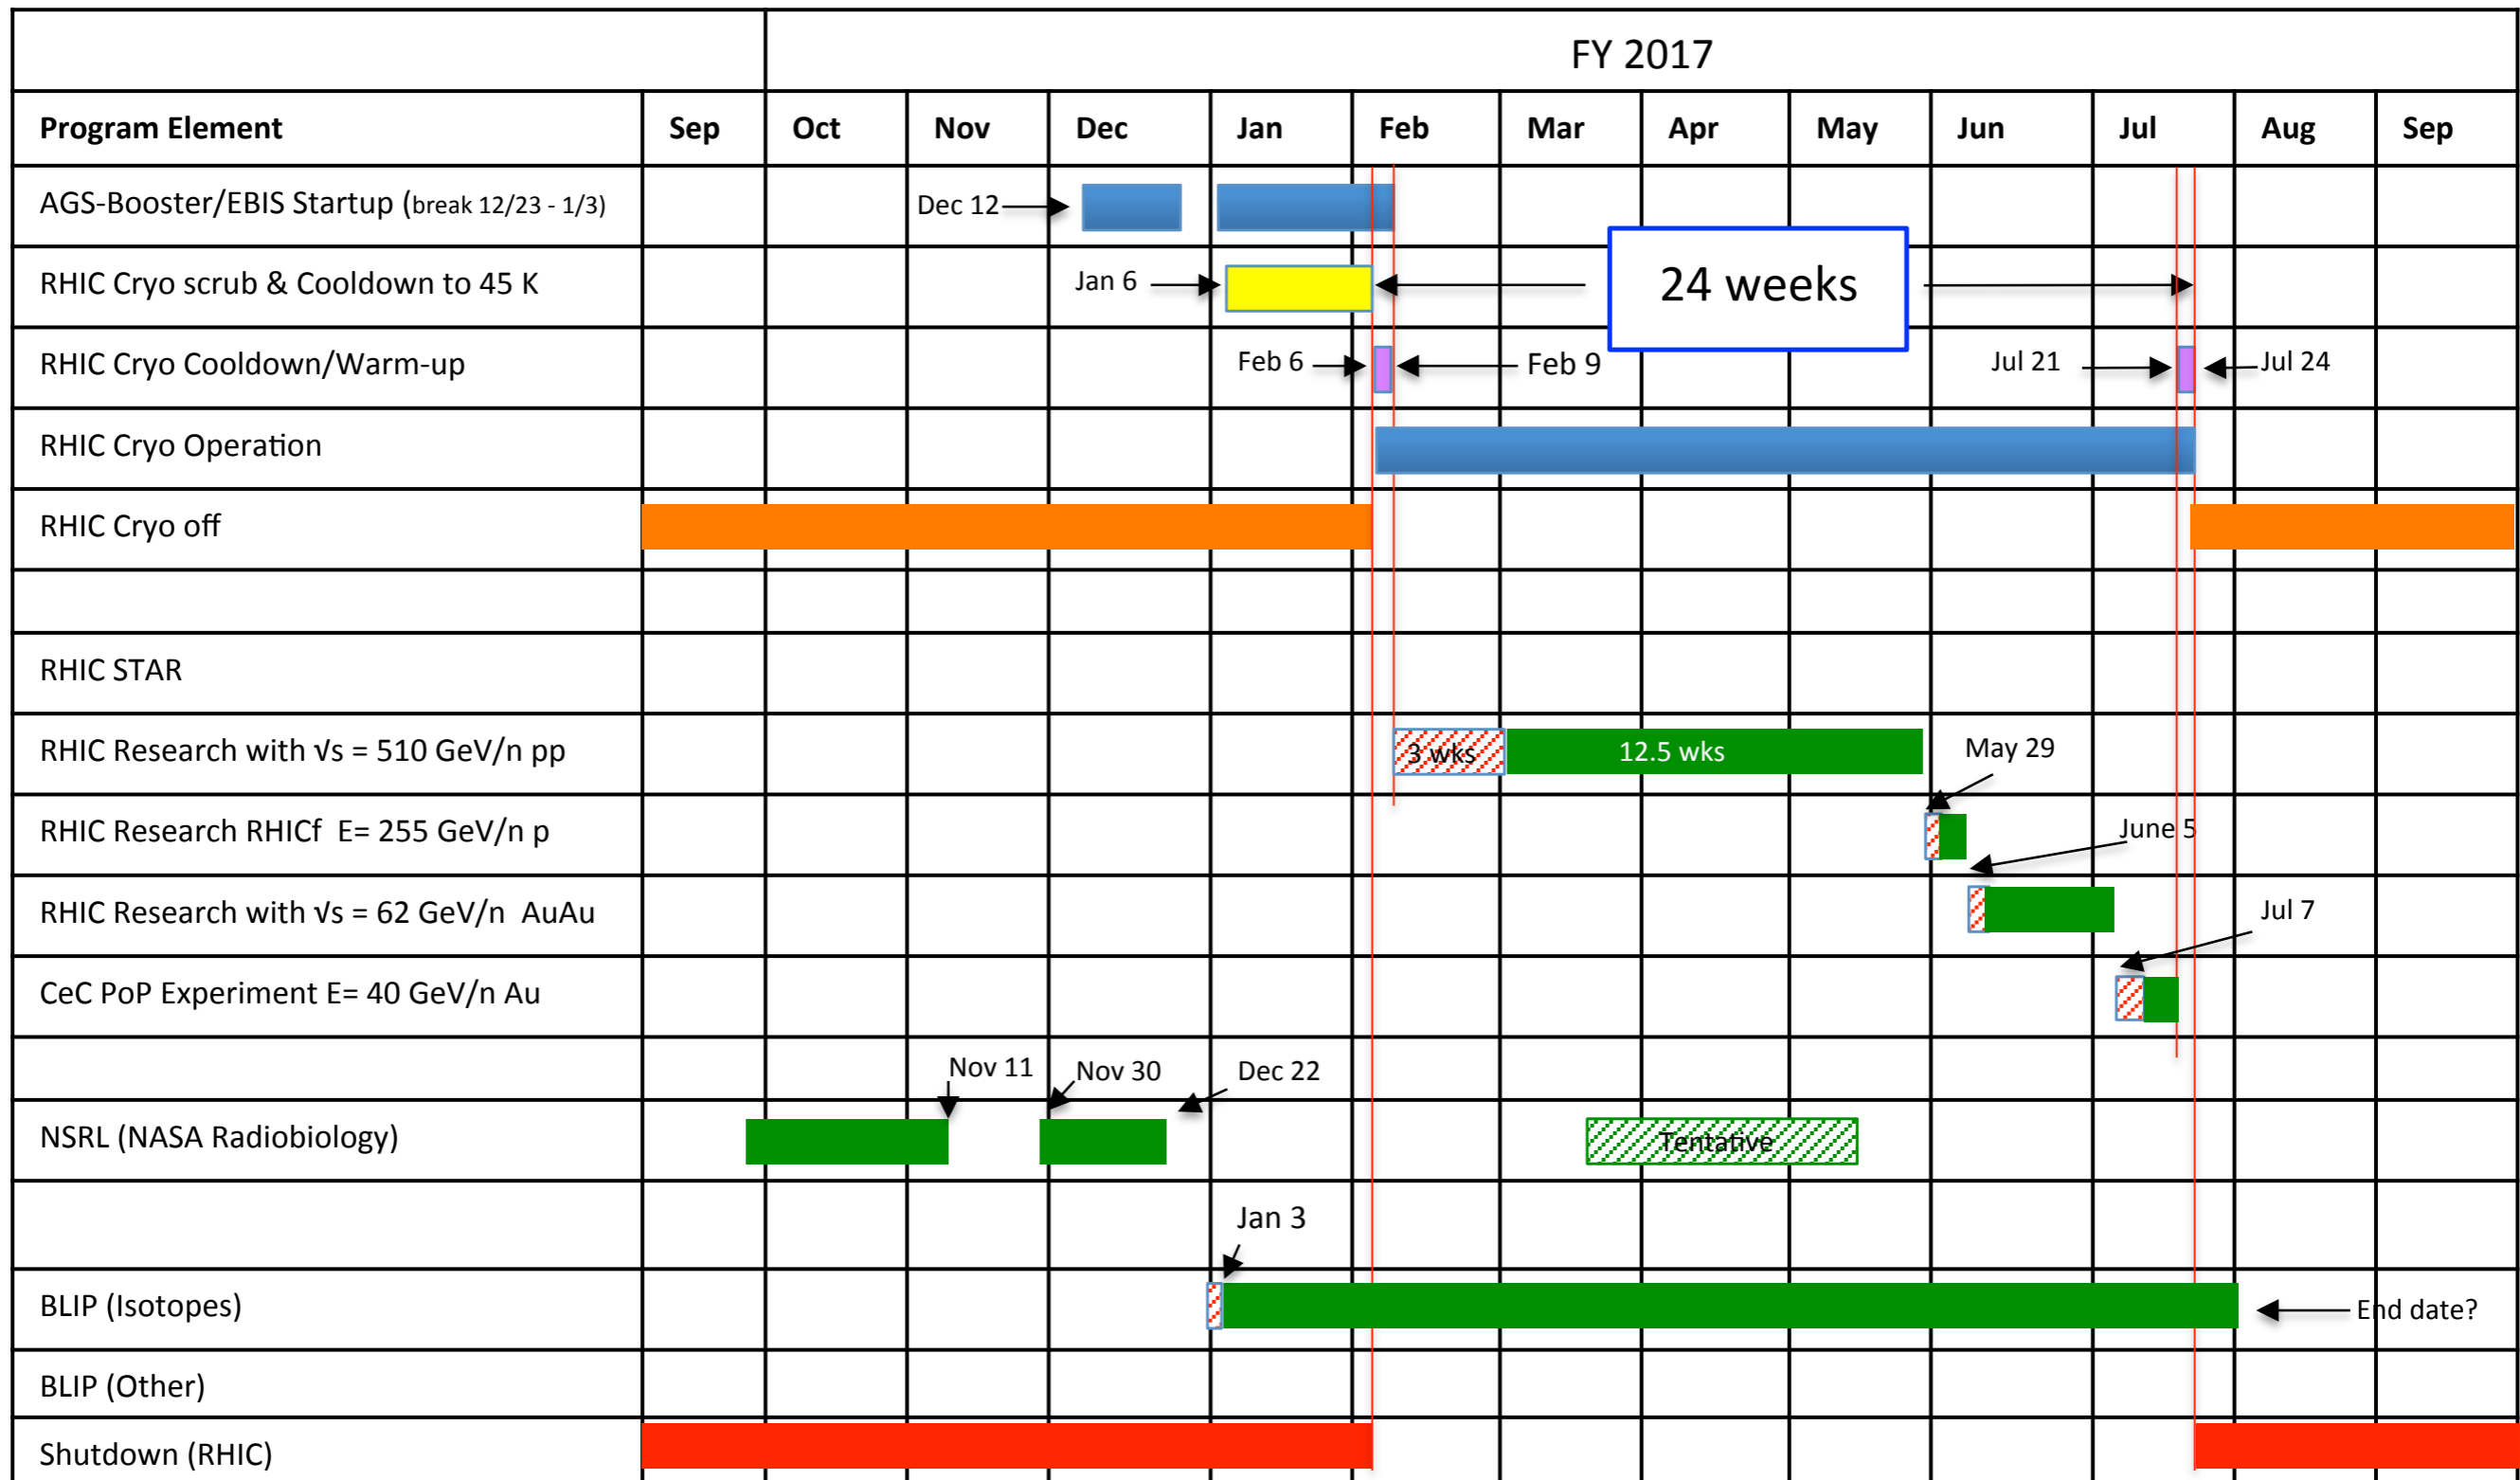 FY 2017
Program Element Sep Oct Nov Dec Jan Feb Mar Apr May Jun Jul Aug Sep
AGS-Booster/EBIS Startup (break 12/23 - 1/3) Dec 12
RHIC Cryo scrub & Cooldown to 45 K Jan 6 24 weeks
RHIC Cryo Cooldown/Warm-up Feb 6 Feb 9 Jul 21 Jul 24
RHIC Cryo Operation
RHIC Cryo off
RHIC STAR
RHIC Research with √s = 510 GeV/n pp 3 wks 12.5 wks May 29
RHIC Research RHICf E= 255 GeV/n p June 5
RHIC Research with √s = 62 GeV/n AuAu Jul 7
CeC PoP Experiment E= 40 GeV/n Au
Nov 11 Nov 30 Dec 22
NSRL (NASA Radiobiology) Tentative
Jan 3
BLIP (Isotopes) End date?
BLIP (Other)
Shutdown (RHIC)